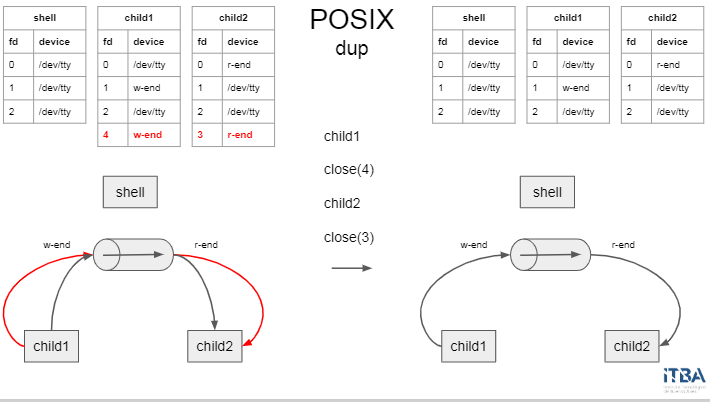 POSIX
dup
shell
fd device
0 /dev/tty
1 /dev/tty
2 /dev/tty
child1
fd device
0 /dev/tty
1 w-end
2 /dev/tty
4 w-end
child2
fd device
0 r-end
1 /dev/tty
2 /dev/tty
3 r-end
child1
close(4)
child2
close(3)
shell
fd device
0 /dev/tty
1 /dev/tty
2 /dev/tty
child1
fd device
0 /dev/tty
1 w-end
2 /dev/tty
child2
fd device
0 r-end
1 /dev/tty
2 /dev/tty
shell
w-end
r-end
child1
child2
shell
w-end
r-end
child1
child2
ITBA